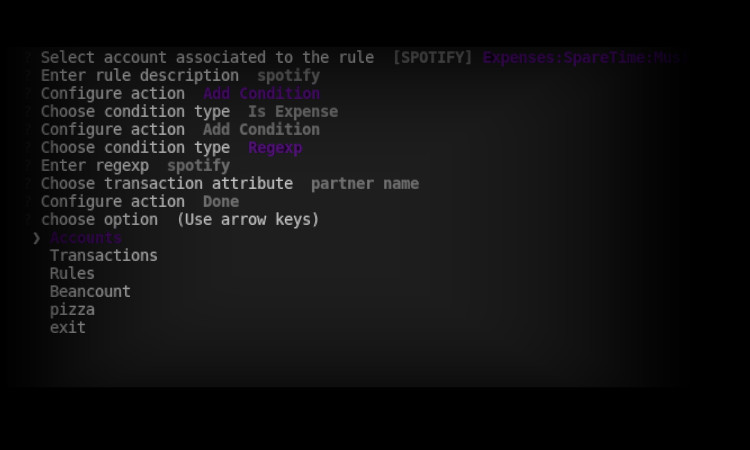 Select account associated to the rule [SPOTIFY] Expenses:SpareTime:Mus
Enter rule description spotify
Configure action Add Condition
Choose condition type Is Expense
Configure action Add Condition
Choose condition type Regexp
Enter regexp spotify
Choose transaction attribute partner name
Configure action Done
choose option (Use arrow keys)
❯ Accounts
Transactions
Rules
Beancount
pizza
exit